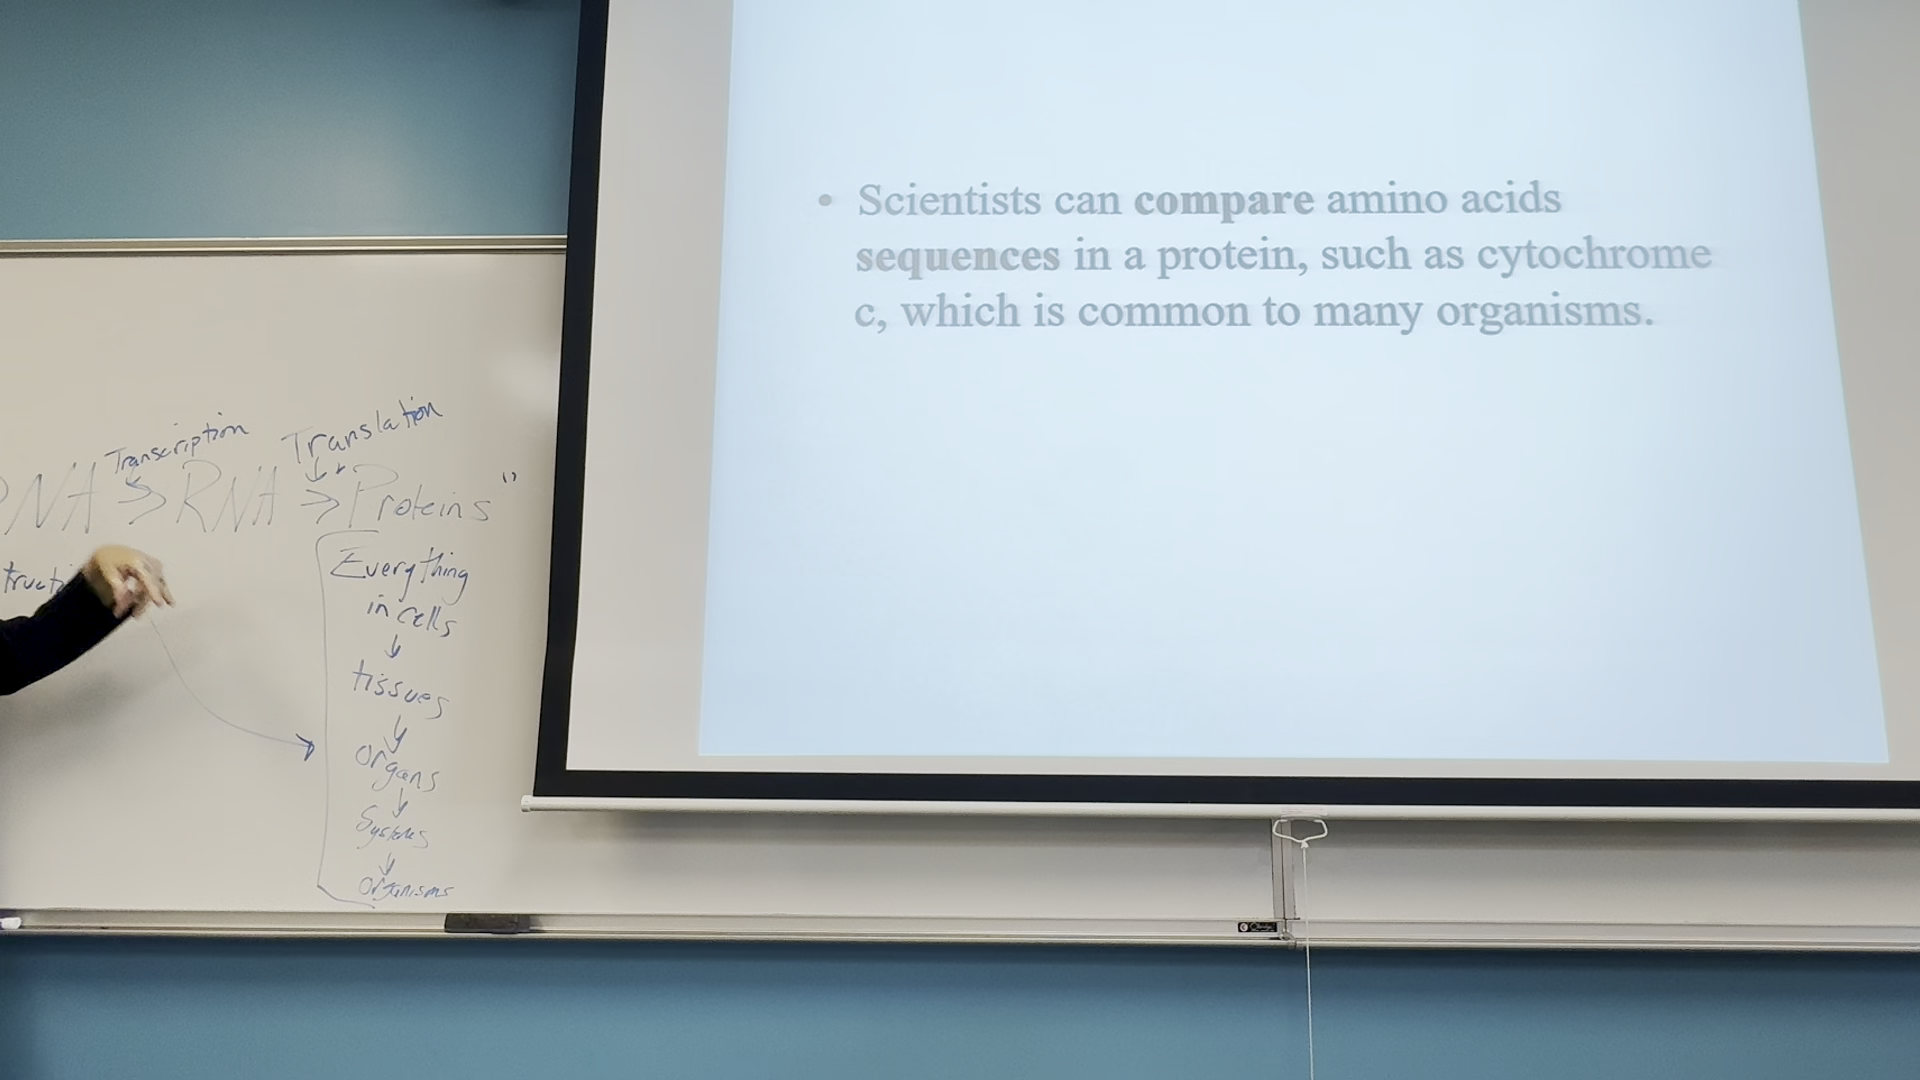 Transcription
Translation
NA > RNA → Proteins "
Everything
in cells
↓
tissues
↓
organs
↓
Systems
↓
organisms
• Scientists can compare amino acids
sequences in a protein, such as cytochrome
c, which is common to many organisms.